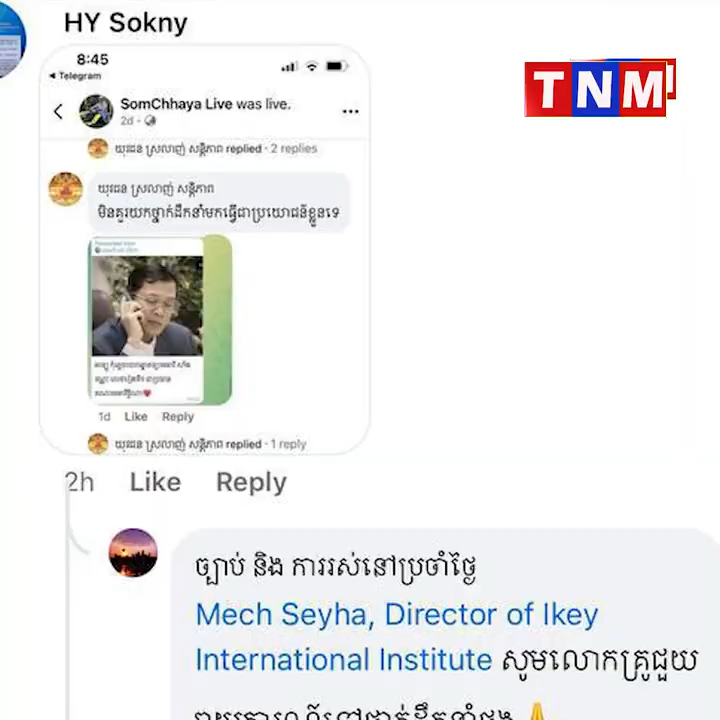 HY Sokny
TNM
8:45
Telegram
SomChhaya Live was live.
2d
យុវជន ស្រលាញ់ សន្តិភាព replied · 2 replies
យុវជន ស្រលាញ់ សន្តិភាព
មិនគួរយកថ្នាក់ដឹកនាំមកធ្វើជាប្រយោជន៍ខ្លួនទេ
1d Like Reply
យុវជន ស្រលាញ់ សន្តិភាព replied · 1 reply
2h Like Reply
ច្បាប់ និង ការរស់នៅប្រចាំថ្ងៃ
Mech Seyha, Director of Ikey
International Institute សូមលោកគ្រូជួយ